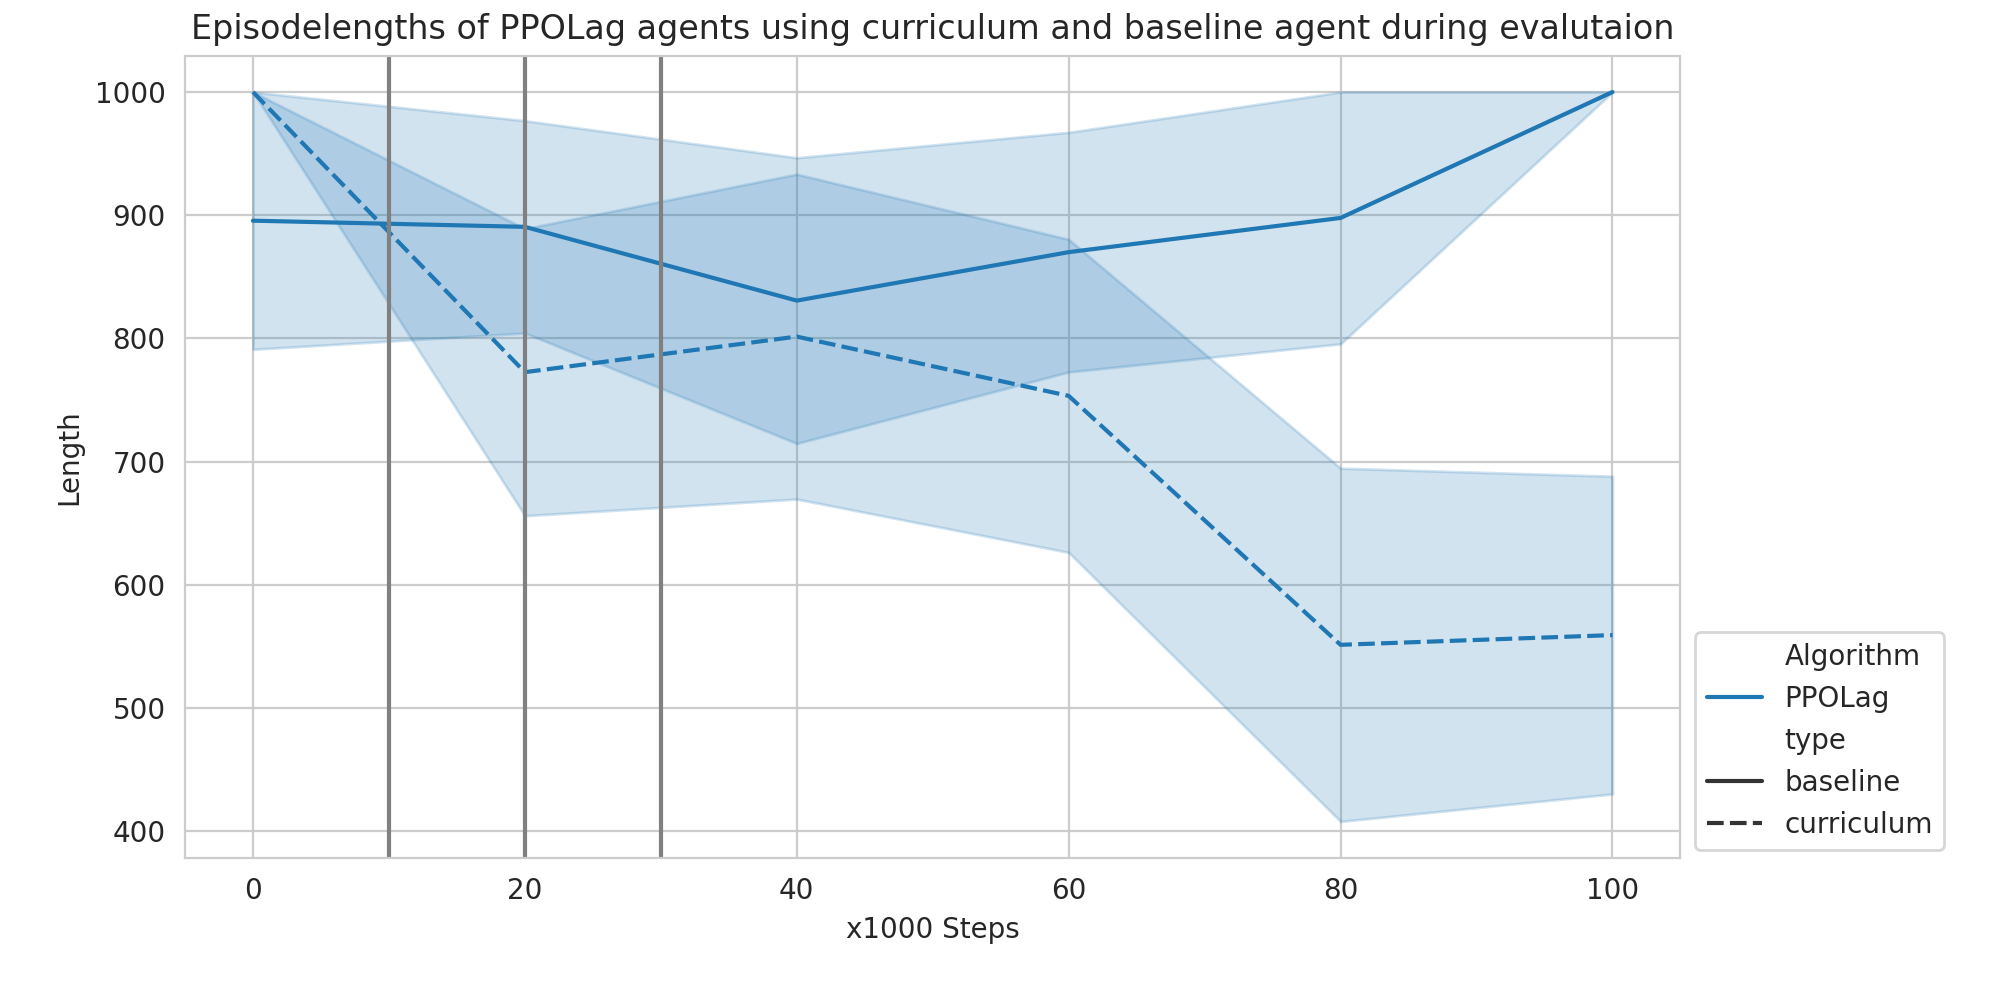 Episodelengths of PPOLag agents using curriculum and baseline agent during evalutaion
1000
900
800
700
600
500
400
Length
0 20 40 60 80 100
x1000 Steps
Algorithm
PPOLag
type
baseline
curriculum